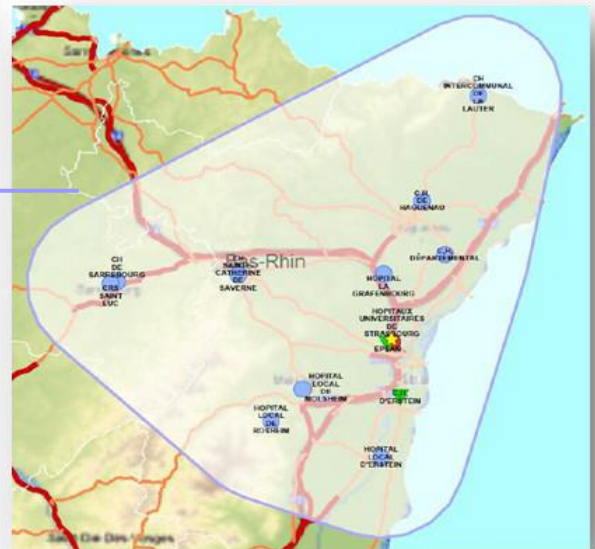 CH
INTERCOMMUNAL
DE
LA
LAUTER
C.H.
DE
HAGUENAU
C.H.
DÉPARTEMENTAL
Bas-Rhin
CH
DE
SARREBOURG
CRS
SAINT
LUC
SAINTE
CATHERINE
DE
SAVERNE
HOPITAL
LA
GRAFENBOURG
HOPITAUX
UNIVERSITAIRES
DE
STRASBOURG
EPSAN
HOPITAL
LOCAL
DE
MOLSHEIM
D'ERSTEIN
HOPITAL
LOCAL
DE
ROSHEIM
HOPITAL
LOCAL
D'ERSTEIN